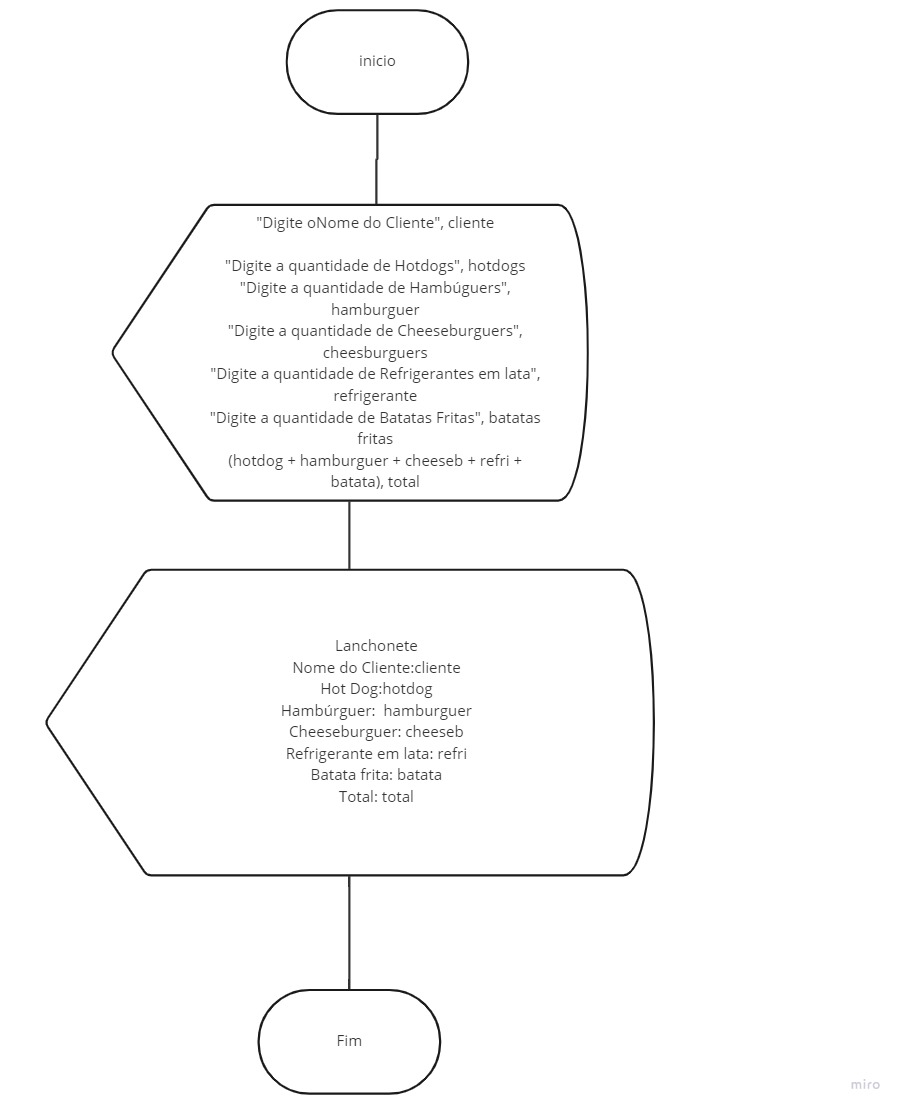 inicio
"Digite oNome do Cliente", cliente
"Digite a quantidade de Hotdogs", hotdogs
"Digite a quantidade de Hambúguers",
hamburguer
"Digite a quantidade de Cheeseburguers",
cheesburguers
"Digite a quantidade de Refrigerantes em lata",
refrigerante
"Digite a quantidade de Batatas Fritas", batatas
fritas
(hotdog + hamburguer + cheeseb + refri +
batata), total
Lanchonete
Nome do Cliente:cliente
Hot Dog:hotdog
Hambúrguer:  hamburguer
Cheeseburguer: cheeseb
Refrigerante em lata: refri
Batata frita: batata
Total: total
Fim
miro